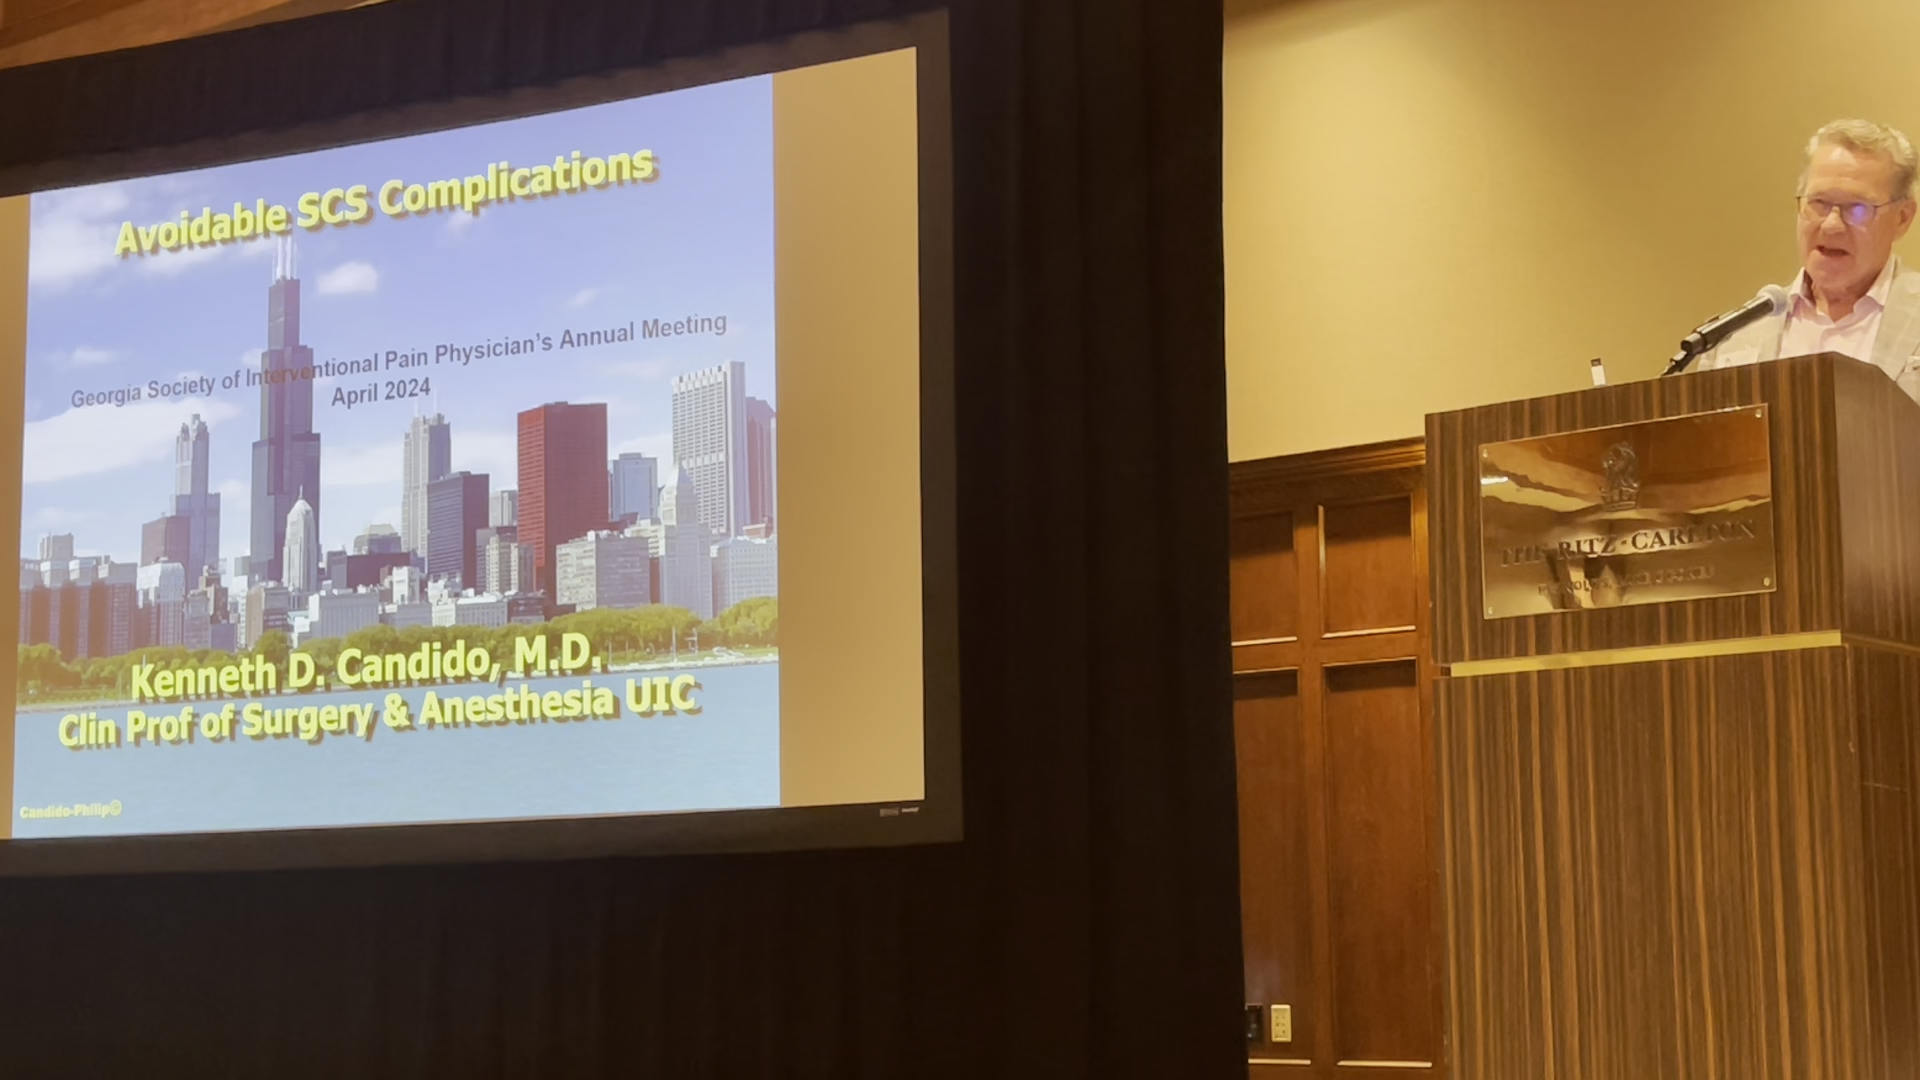 Avoidable SCS Complications
Georgia Society of Interventional Pain Physician's Annual Meeting
April 2024
Kenneth D. Candido, M.D.
Clin Prof of Surgery & Anesthesia UIC
Candido-Philip©
THE RITZ-CARLTON